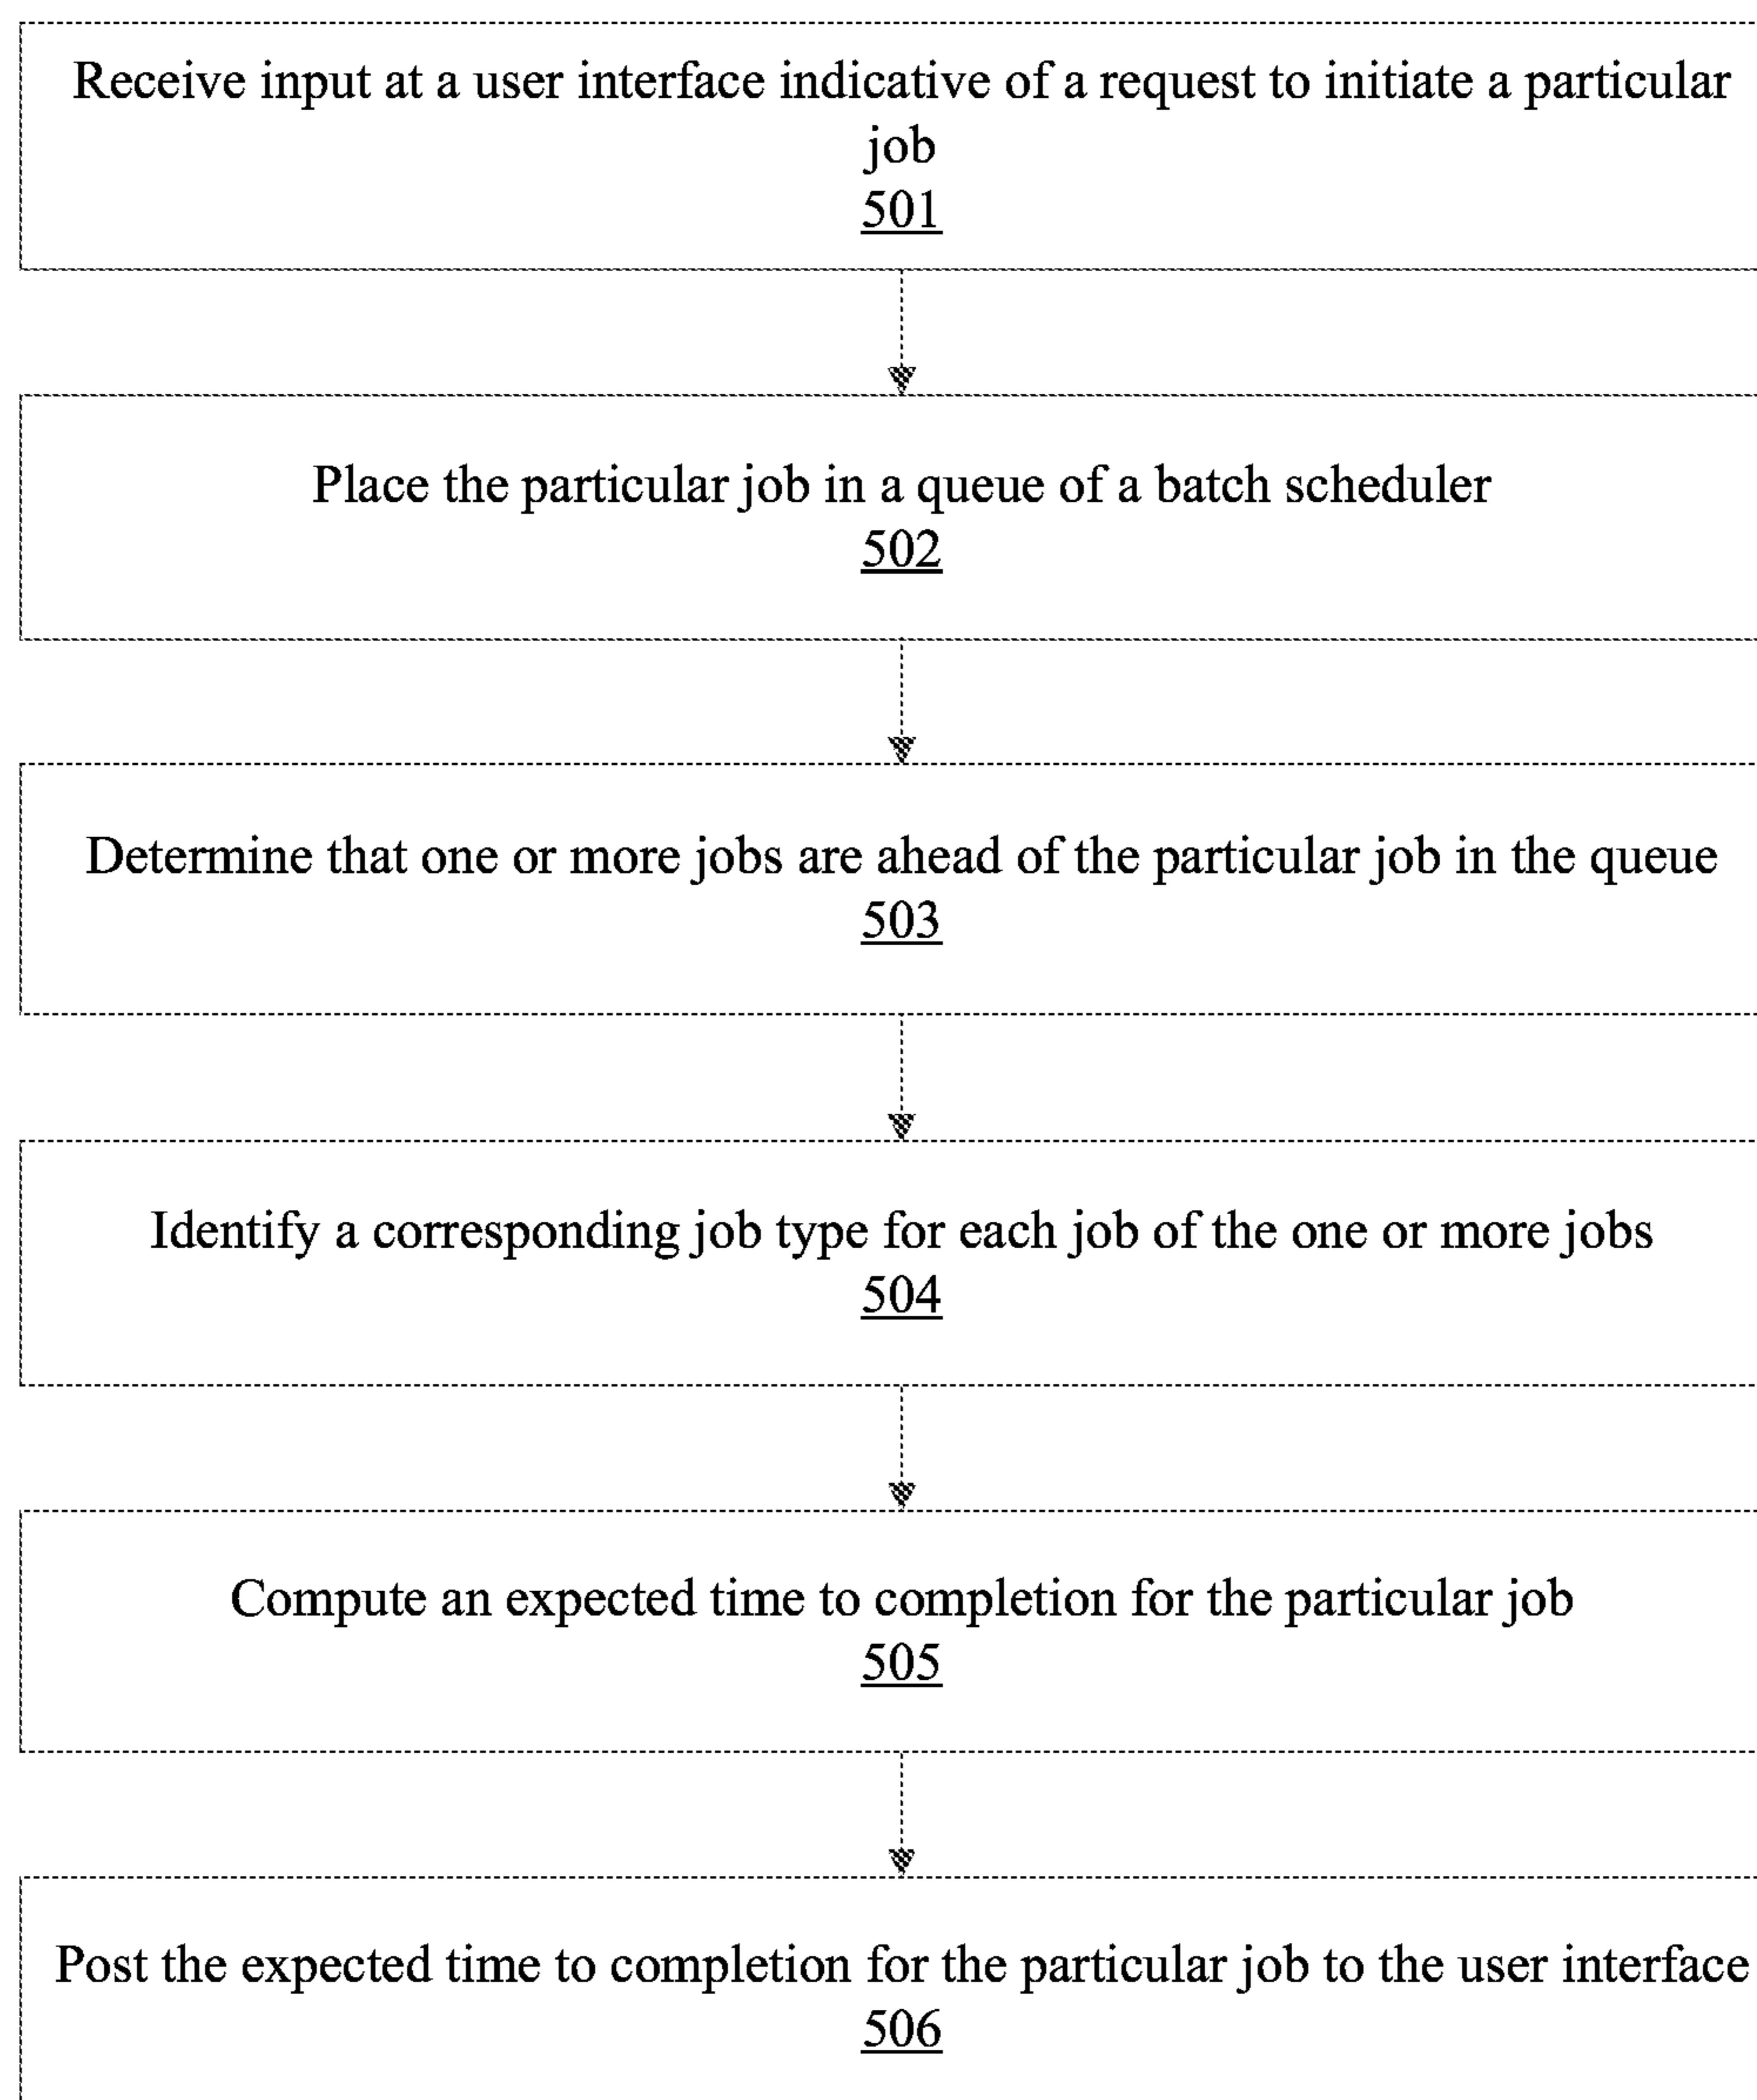 Receive input at a user interface indicative of a request to initiate a particular
job
501
Place the particular job in a queue of a batch scheduler
502
Determine that one or more jobs are ahead of the particular job in the queue
503
Identify a corresponding job type for each job of the one or more jobs
504
Compute an expected time to completion for the particular job
505
Post the expected time to completion for the particular job to the user interface
506